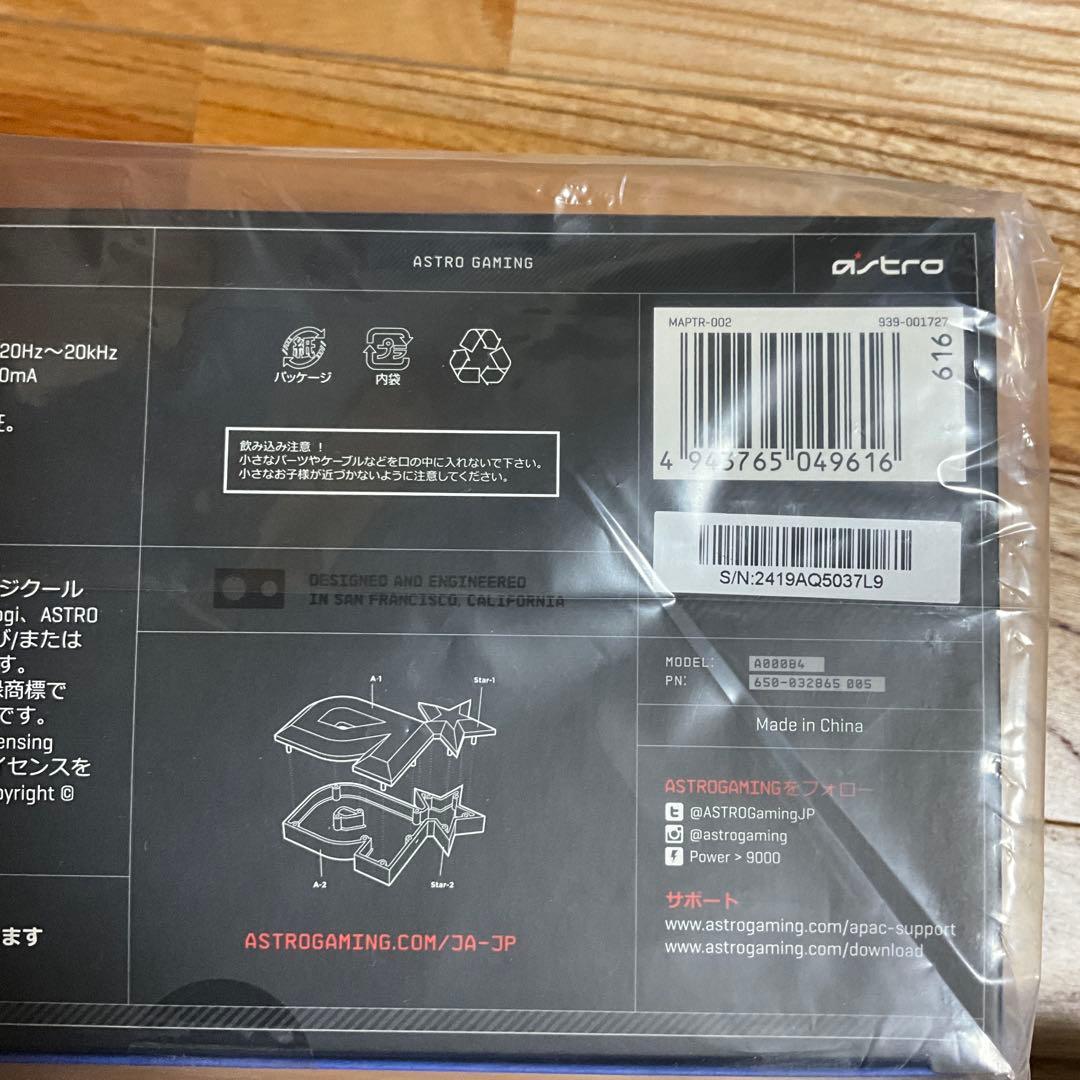 ASTRO GAMING
astro
20Hz～20kHz
0mA
紙
パッケージ
プラ
内袋
飲み込み注意！
小さなパーツやケーブルなどを口の中に入れないで下さい。
小さなお子様が近づかないように注意してください。
MAPTR-002
939-001727
616
4 943765 049616
S/N:2419AQ5037L9
DESIGNED AND ENGINEERED
IN SAN FRANCISCO, CALIFORNIA
ジクール
ogi、ASTRO
び/または
す。
録商標で
です。
ensing
イセンスを
pyright ©
ます
A-1
Star-1
A-2
Star-2
ASTROGAMING.COM/JA-JP
MODEL: A00084
PN: 650-032865 005
Made in China
ASTROGAMINGをフォロー
@ASTROGamingJP
@astrogaming
Power > 9000
サポート
www.astrogaming.com/apac-support
www.astrogaming.com/download